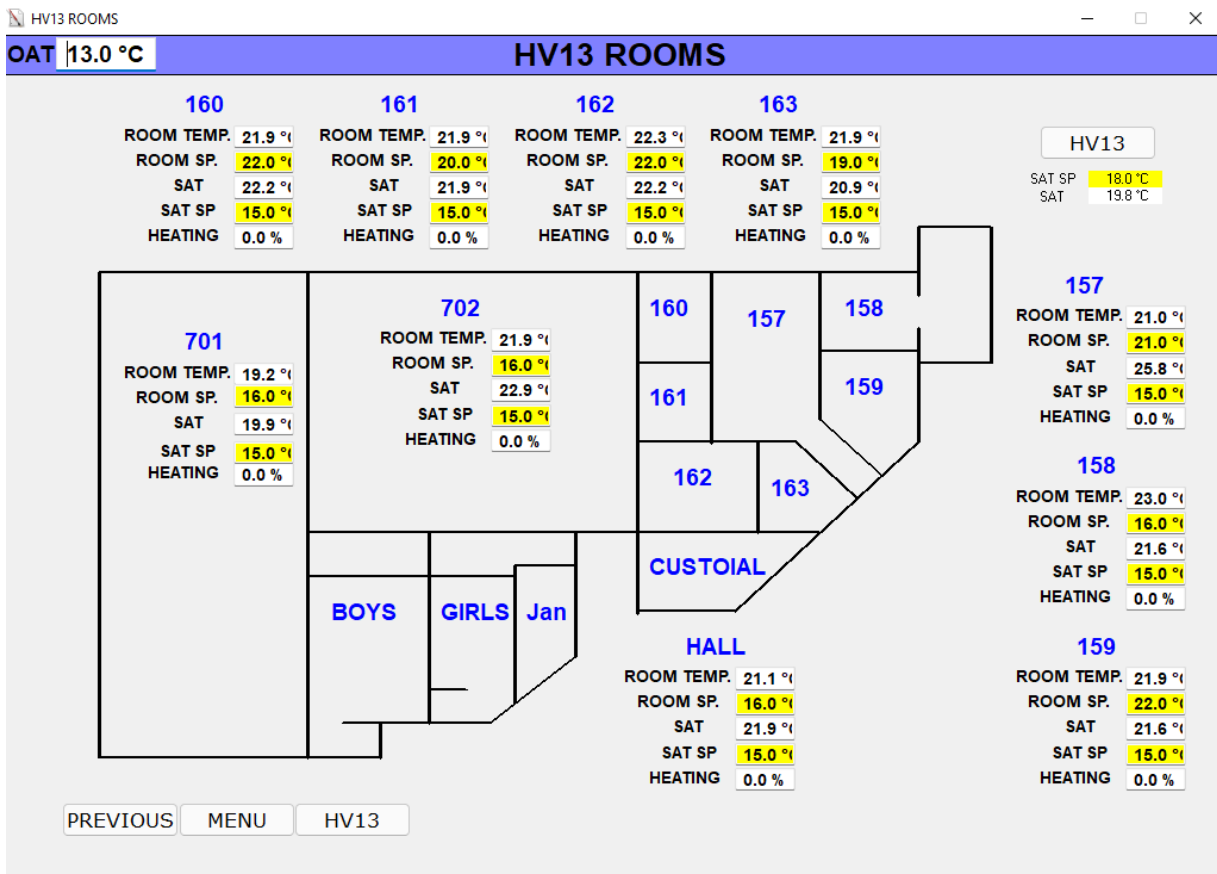 HV13 ROOMS
OAT 13.0 °C HV13 ROOMS
160
ROOM TEMP. 21.9 °
ROOM SP. 22.0 °
SAT 22.2 °
SAT SP 15.0 °
HEATING 0.0 %
161
ROOM TEMP. 21.9 °
ROOM SP. 20.0 °
SAT 21.9 °
SAT SP 15.0 °
HEATING 0.0 %
162
ROOM TEMP. 22.3 °
ROOM SP. 22.0 °
SAT 22.2 °
SAT SP 15.0 °
HEATING 0.0 %
163
ROOM TEMP. 21.9 °
ROOM SP. 19.0 °
SAT 20.9 °
SAT SP 15.0 °
HEATING 0.0 %
HV13
SAT SP 18.0 °C
SAT 19.8 °C
701
ROOM TEMP. 19.2 °
ROOM SP. 16.0 °
SAT 19.9 °
SAT SP 15.0 °
HEATING 0.0 %
702
ROOM TEMP. 21.9 °
ROOM SP. 16.0 °
SAT 22.9 °
SAT SP 15.0 °
HEATING 0.0 %
160
157
158
161
159
162
163
CUSTOIAL
BOYS
GIRLS
Jan
157
ROOM TEMP. 21.0 °
ROOM SP. 21.0 °
SAT 25.8 °
SAT SP 15.0 °
HEATING 0.0 %
158
ROOM TEMP. 23.0 °
ROOM SP. 16.0 °
SAT 21.6 °
SAT SP 15.0 °
HEATING 0.0 %
HALL
ROOM TEMP. 21.1 °
ROOM SP. 16.0 °
SAT 21.9 °
SAT SP 15.0 °
HEATING 0.0 %
159
ROOM TEMP. 21.9 °
ROOM SP. 22.0 °
SAT 21.6 °
SAT SP 15.0 °
HEATING 0.0 %
PREVIOUS MENU HV13